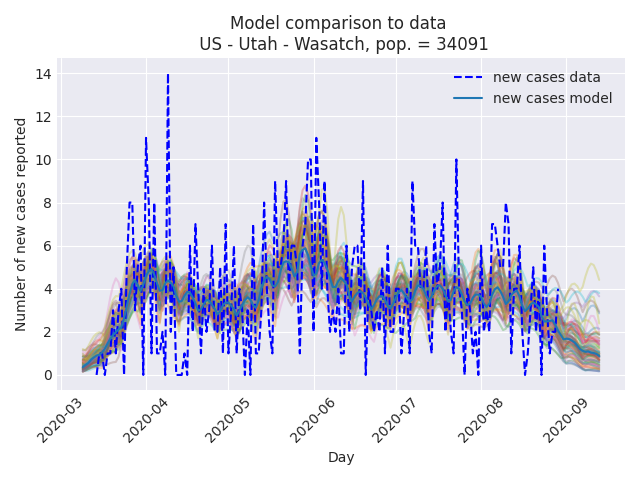 Model comparison to data
US - Utah - Wasatch, pop. = 34091
new cases data
new cases model
Number of new cases reported
14
12
10
8
6
4
2
0
2020-03
2020-04
2020-05
2020-06
2020-07
2020-08
2020-09
Day